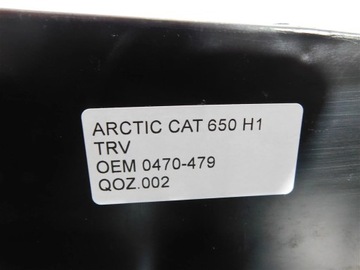 ARCTIC CAT 650 H1
TRV
OEM 0470-479
QOZ.002